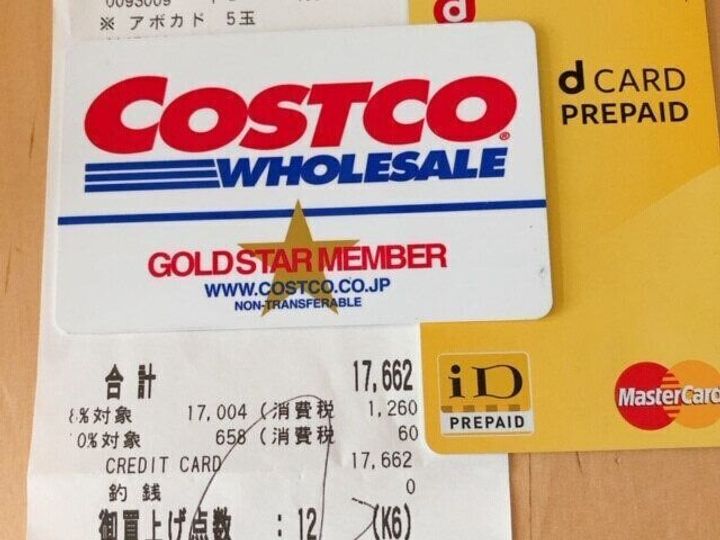 0093009
※ アボカド 5玉
COSTCO®
WHOLESALE
GOLD STAR MEMBER
WWW.COSTCO.CO.JP
NON-TRANSFERABLE
d
d CARD
PREPAID
iD
PREPAID
MasterCard
合計 17,662
8%対象 17,004 (消費税 1,260
10%対象 658 (消費税 60
CREDIT CARD 17,662
釣銭 0
御買上げ点数 : 12 (K6)